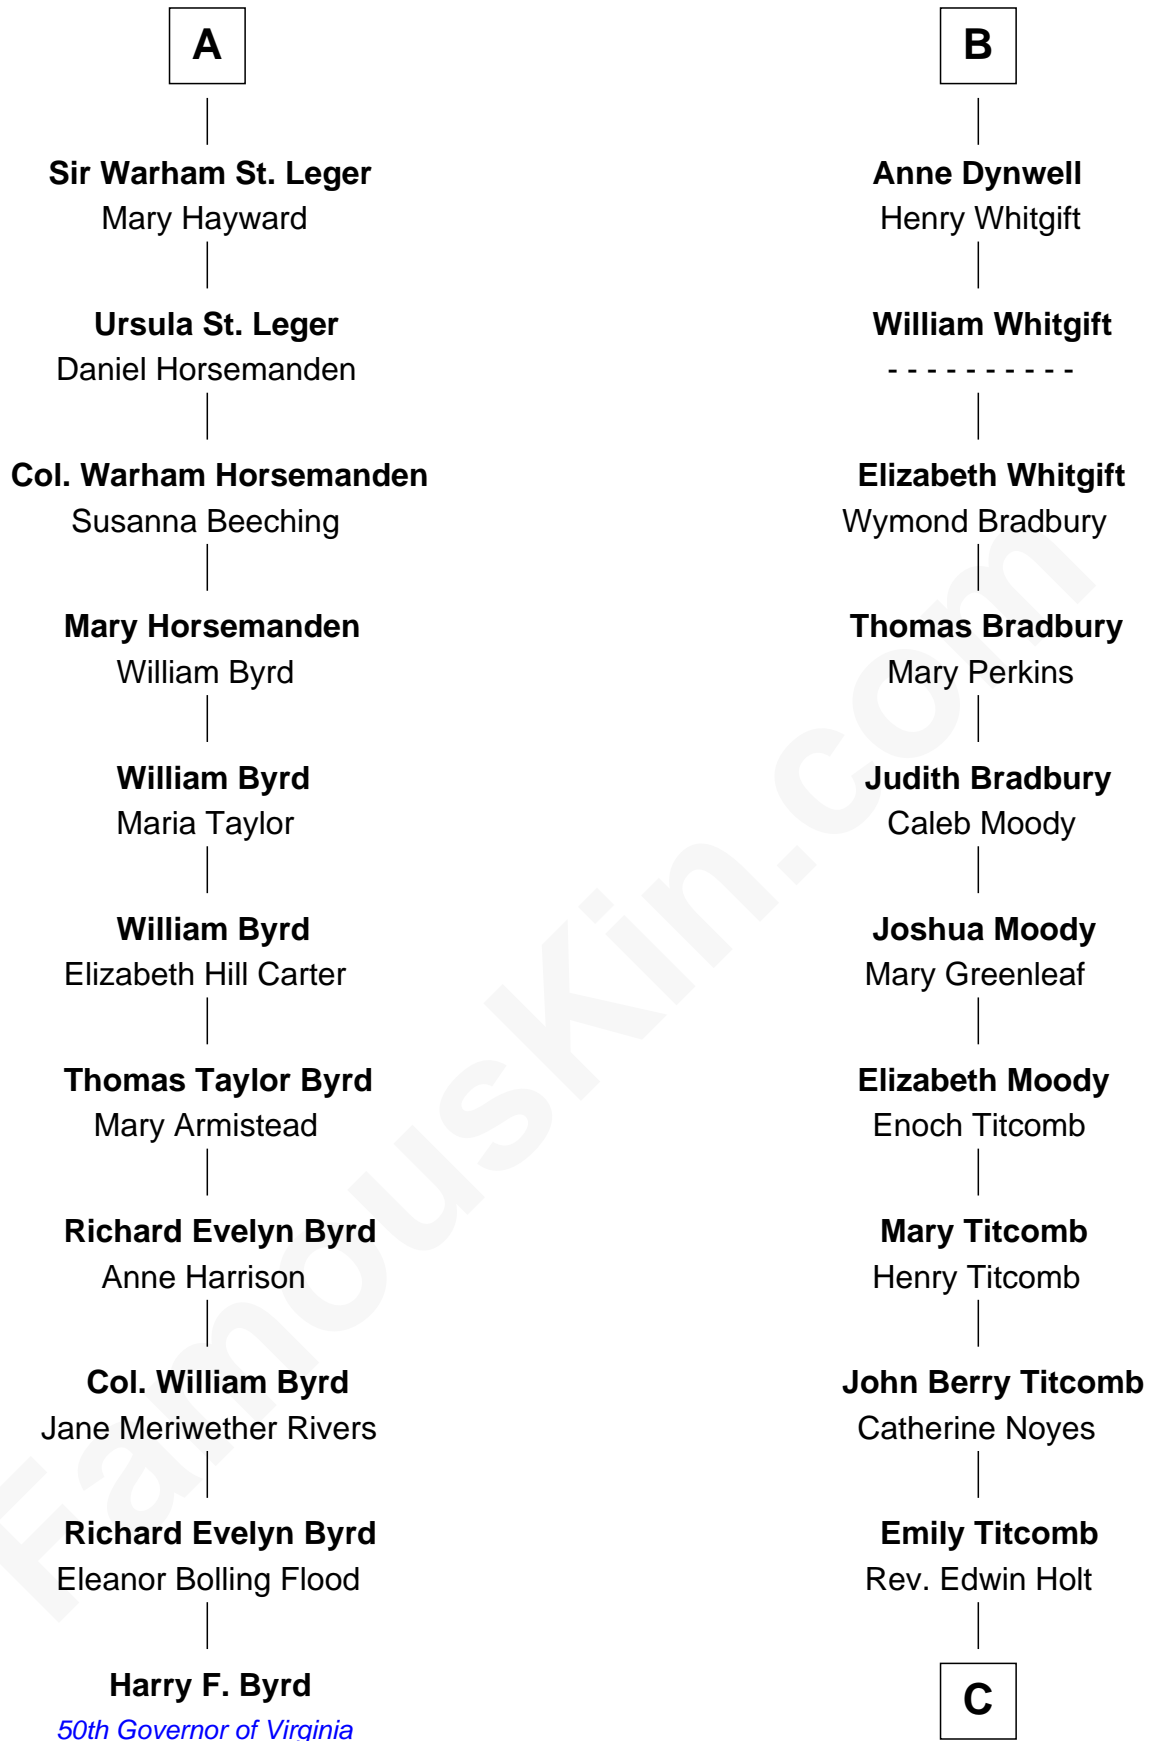 A
Sir Warham St. Leger
Mary Hayward
Ursula St. Leger
Daniel Horsemanden
Col. Warham Horsemanden
Susanna Beeching
Mary Horsemanden
William Byrd
William Byrd
Maria Taylor
William Byrd
Elizabeth Hill Carter
Thomas Taylor Byrd
Mary Armistead
Richard Evelyn Byrd
Anne Harrison
Col. William Byrd
Jane Meriwether Rivers
Richard Evelyn Byrd
Eleanor Bolling Flood
Harry F. Byrd
50th Governor of Virginia
B
Anne Dynwell
Henry Whitgift
William Whitgift
- - - - - - - - - -
Elizabeth Whitgift
Wymond Bradbury
Thomas Bradbury
Mary Perkins
Judith Bradbury
Caleb Moody
Joshua Moody
Mary Greenleaf
Elizabeth Moody
Enoch Titcomb
Mary Titcomb
Henry Titcomb
John Berry Titcomb
Catherine Noyes
Emily Titcomb
Rev. Edwin Holt
C
FamousKin.com